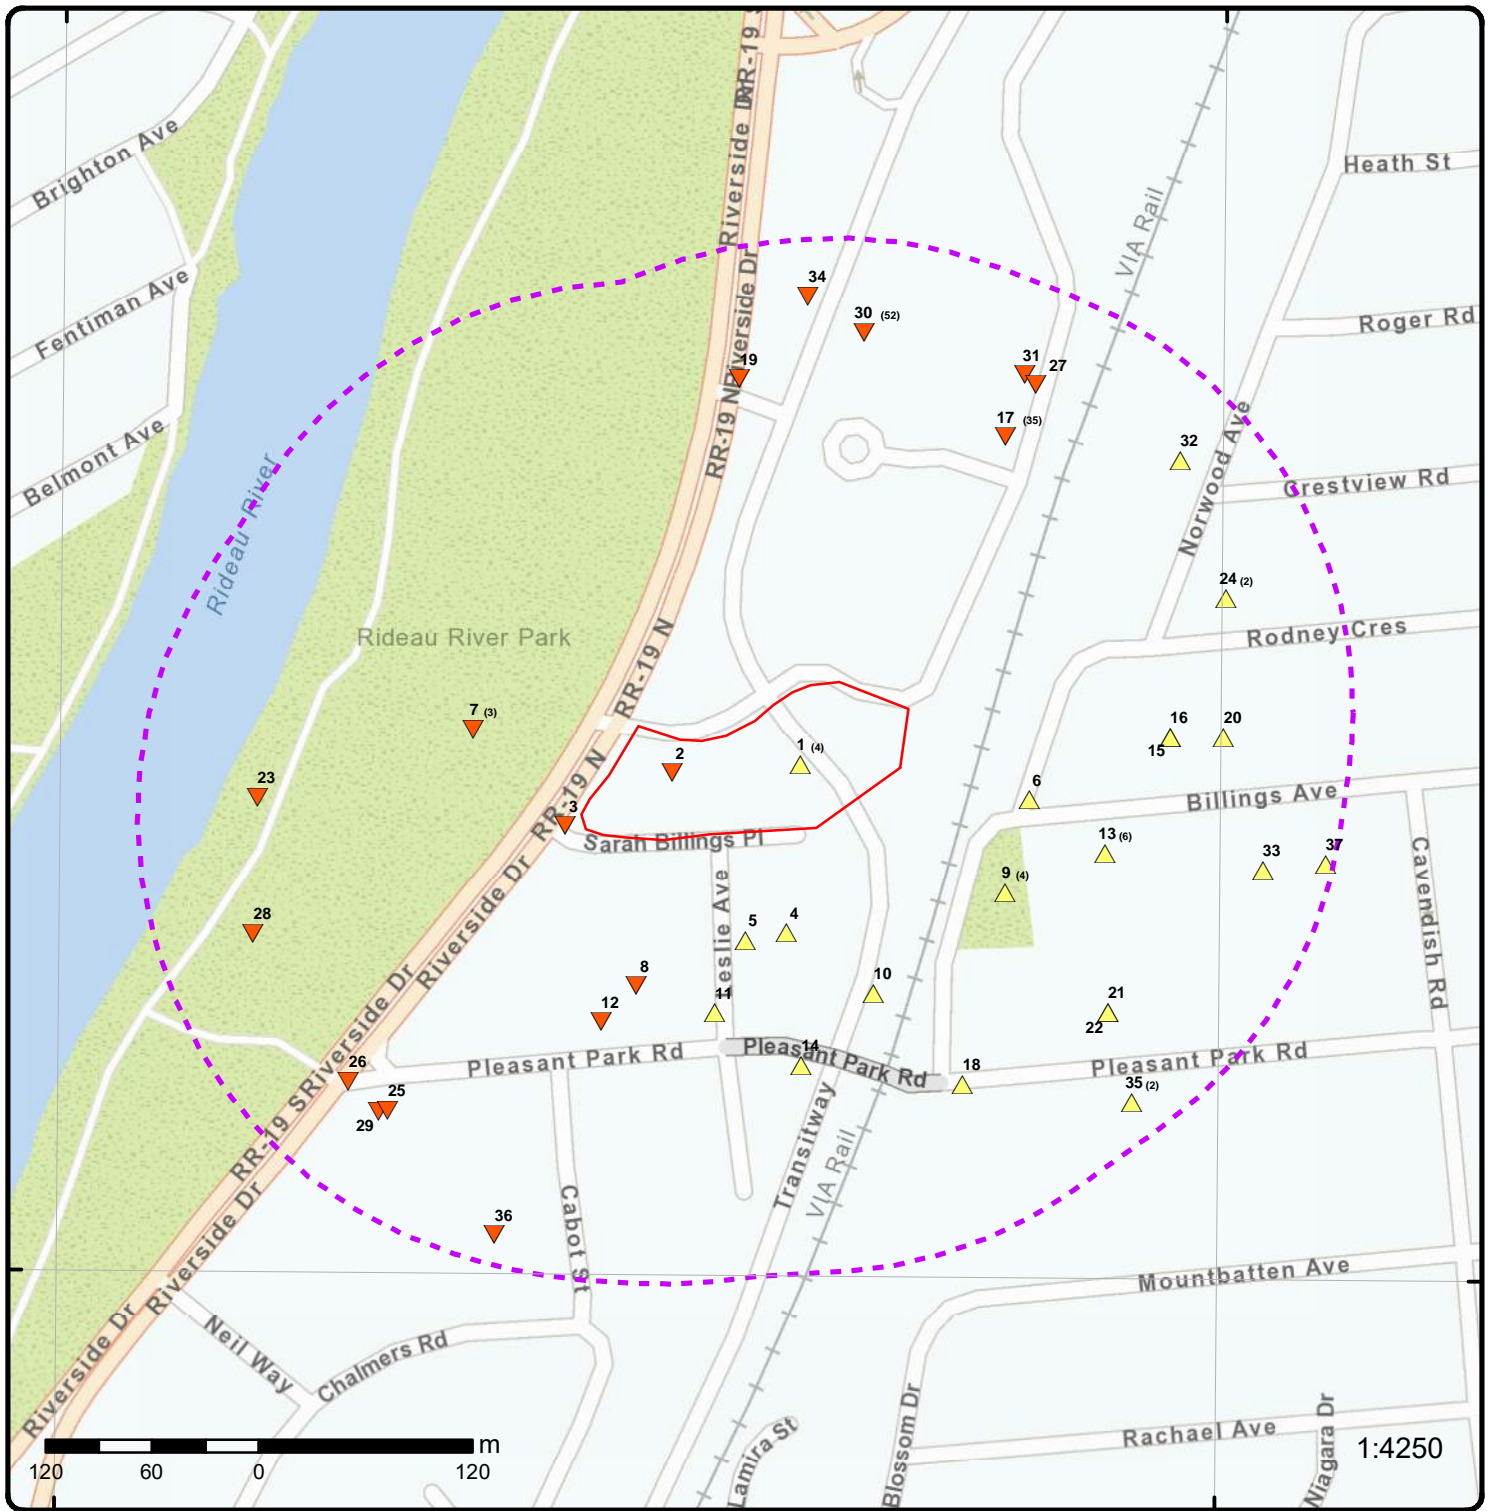 RR-19 S
RR-19
Riverside Dr
Riverside Dr
Brighton Ave
Heath St
VIA Rail
Fentiman Ave
34
30 (52)
Roger Rd
Riverside Dr
19
31
27
RR-19 N
17 (35)
Belmont Ave
32
Norwood Ave
Crestview Rd
Rideau River
24 (2)
Rideau River Park
Rodney Cres
RR-19 N
7 (3)
16
20
15
1 (4)
2
23
RR-19 N
6
Billings Ave
3
Sarah Billings Pl
13 (6)
33
37
9 (4)
Cavendish Rd
Riverside Dr
Leslie Ave
28
5
4
8
10
12
11
21
22
Riverside Dr
Pleasant Park Rd
Pleasant Park Rd
Pleasant Park Rd
26
14
18
25
29
35 (2)
RR-19 S
Transitway
VIA Rail
36
Cabot St
Riverside Dr
Mountbatten Ave
Neil Way
Chalmers Rd
Riverside Dr
Blossom Dr
Rachael Ave
Niagara Dr
Lamira St
1:4250
m
120 60 0 120